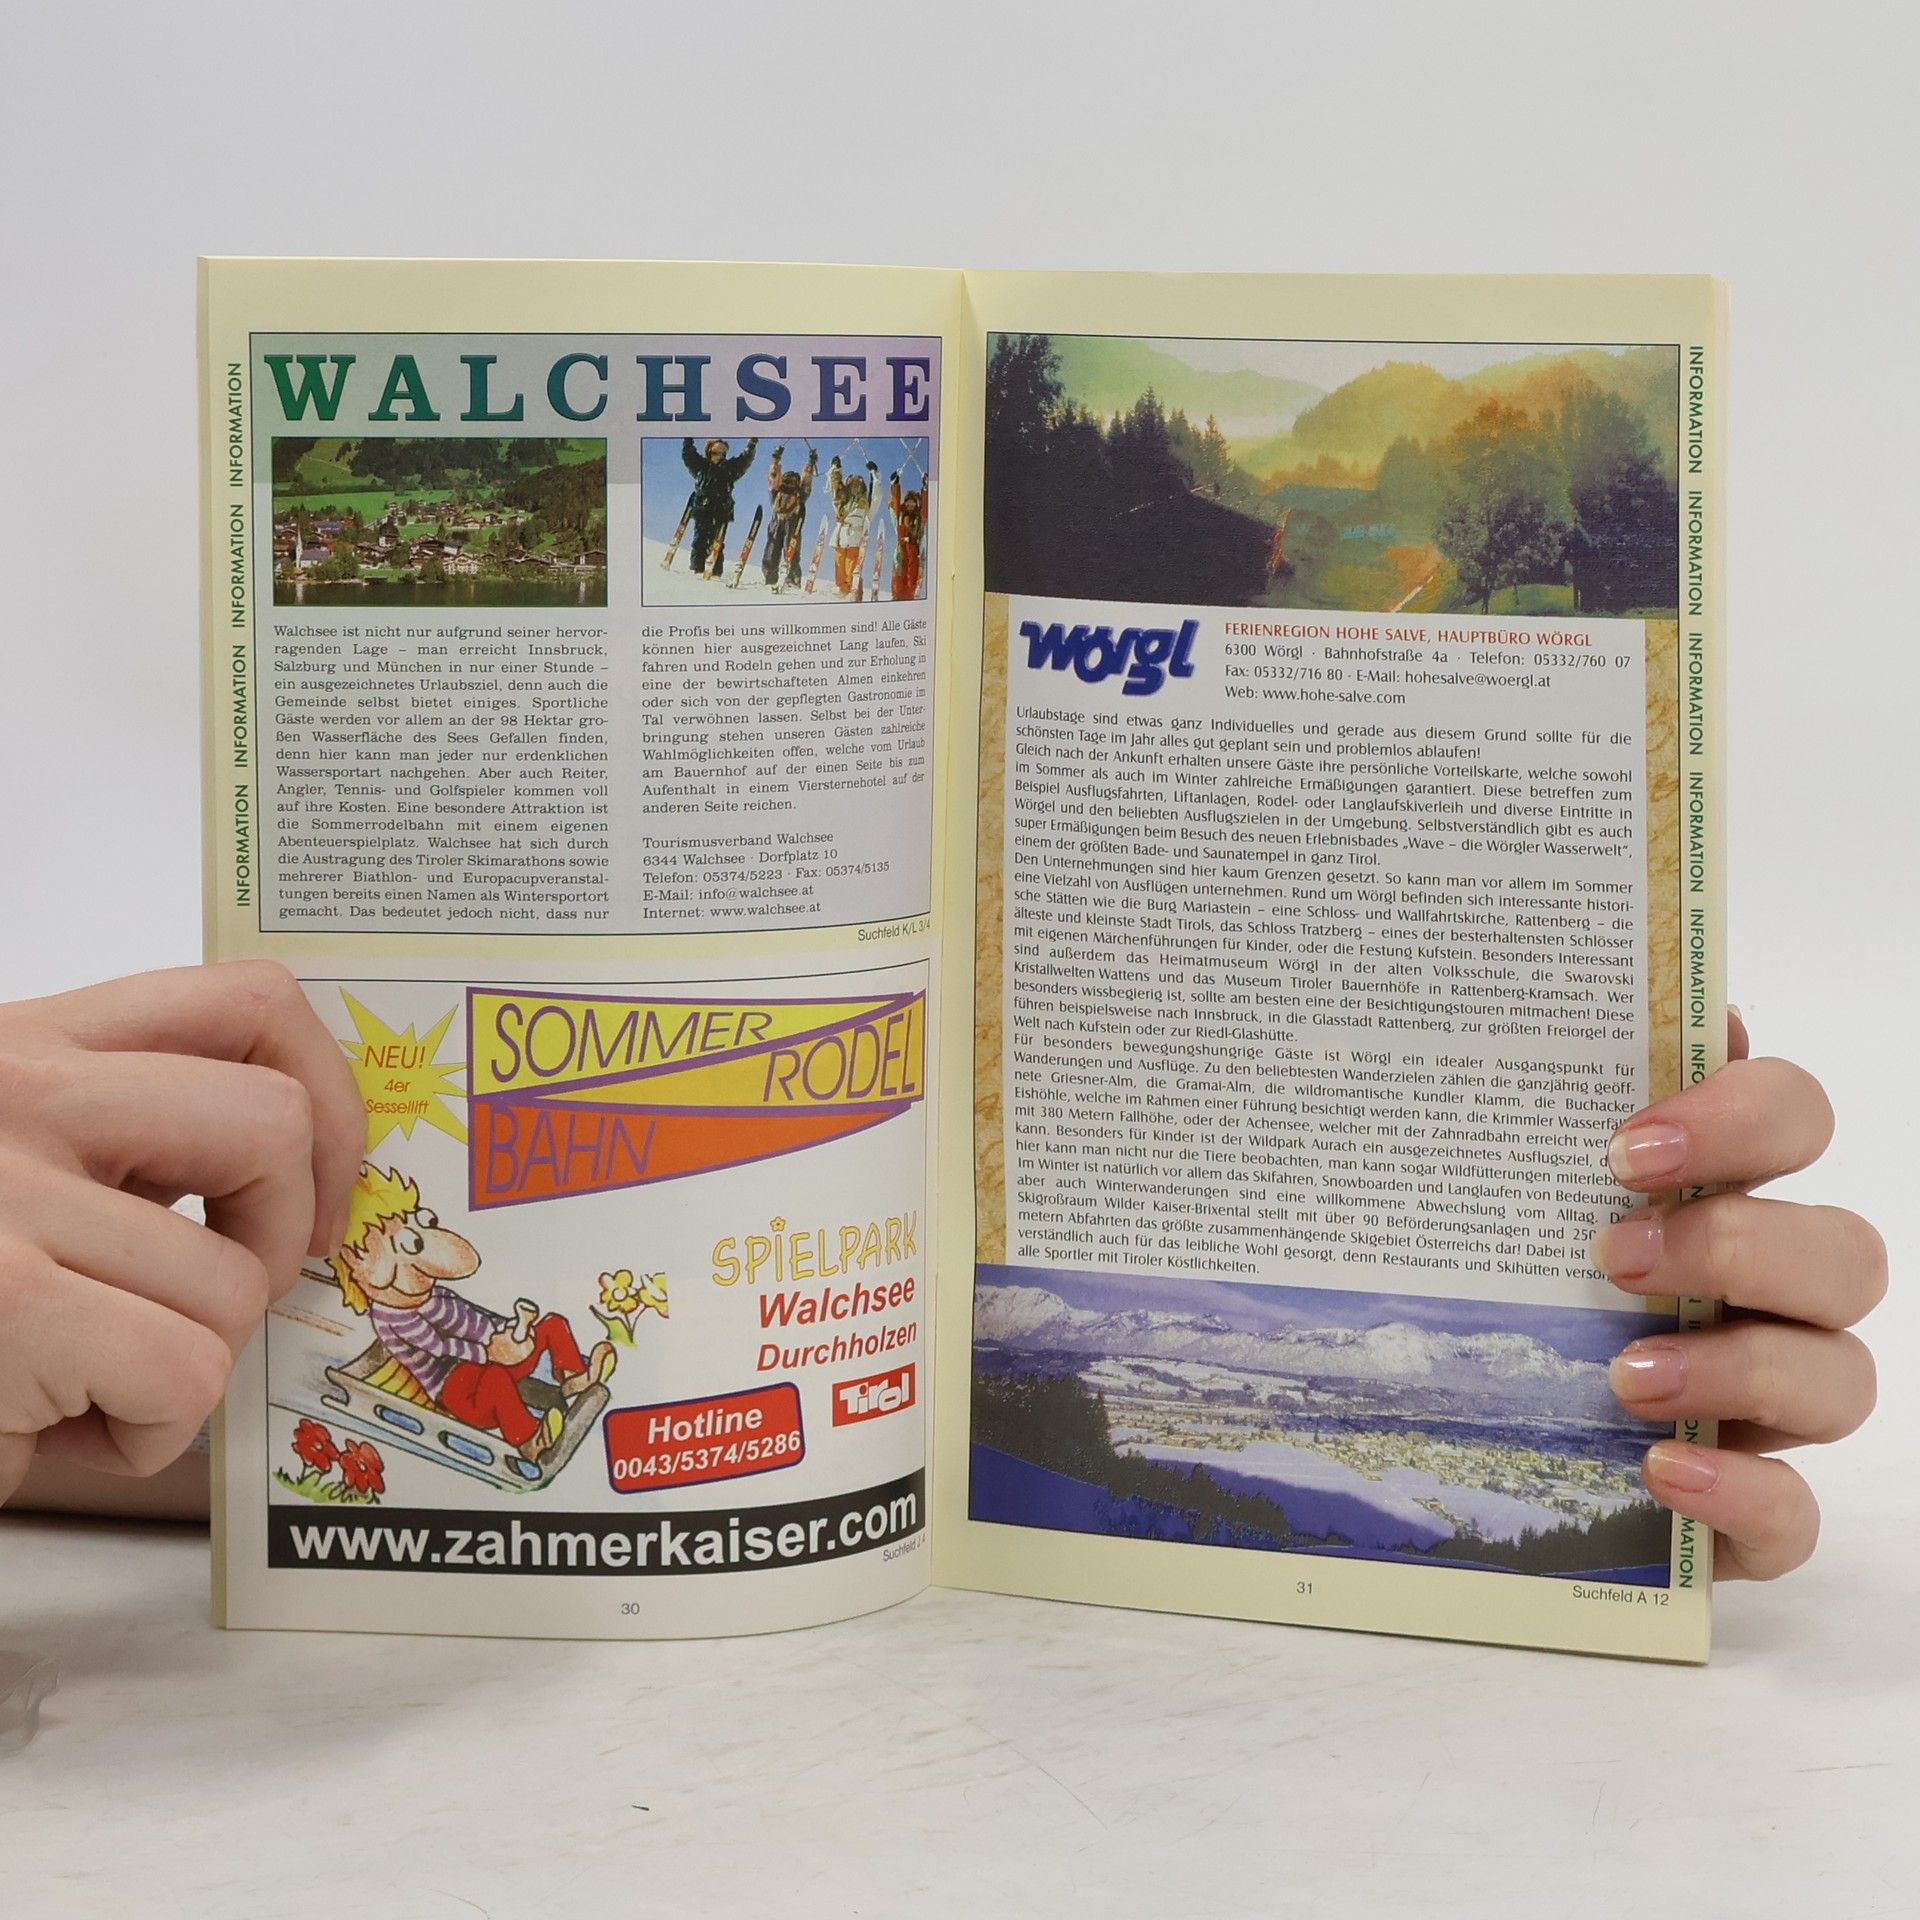 INFORMATION INFORMATION INFORMATION INFORMATION
WALCHSEE
Walchsee ist nicht nur aufgrund seiner hervor-
ragenden Lage – man erreicht Innsbruck,
Salzburg und München in nur einer Stunde –
ein ausgezeichnetes Urlaubsziel, denn auch die
Gemeinde selbst bietet einiges. Sportliche
Gäste werden vor allem an der 98 Hektar gro-
ßen Wasserfläche des Sees Gefallen finden,
denn hier kann man jeder nur erdenklichen
Wassersportart nachgehen. Aber auch Reiter,
Angler, Tennis- und Golfspieler kommen voll
auf ihre Kosten. Eine besondere Attraktion ist
die Sommerrodelbahn mit einem eigenen
Abenteuerspielplatz. Walchsee hat sich durch
die Austragung des Tiroler Skimarathons sowie
mehrerer Biathlon- und Europacupveranstal-
tungen bereits einen Namen als Wintersportort
gemacht. Das bedeutet jedoch nicht, dass nur
die Profis bei uns willkommen sind! Alle Gäste
können hier ausgezeichnet Lang laufen, Ski
fahren und Rodeln gehen und zur Erholung in
eine der bewirtschafteten Almen einkehren
oder sich von der gepflegten Gastronomie im
Tal verwöhnen lassen. Selbst bei der Unter-
bringung stehen unseren Gästen zahlreiche
Wahlmöglichkeiten offen, welche vom Urlaub
am Bauernhof auf der einen Seite bis zum
Aufenthalt in einem Viersternehotel auf der
anderen Seite reichen.
Tourismusverband Walchsee
6344 Walchsee · Dorfplatz 10
Telefon: 05374/5223 · Fax: 05374/5135
E-Mail: info@walchsee.at
Internet: www.walchsee.at
Suchfeld K/L 3/4
NEU!
4er
Sessellift
SOMMER
RODEL
BAHN
SPIELPARK
Walchsee
Durchholzen
Tirol
Hotline
0043/5374/5286
www.zahmerkaiser.com
Suchfeld J 4
30
wörgl
FERIENREGION HOHE SALVE, HAUPTBÜRO WÖRGL
6300 Wörgl · Bahnhofstraße 4a · Telefon: 05332/760 07
Fax: 05332/716 80 · E-Mail: hohesalve@woergl.at
Web: www.hohe-salve.com
Urlaubstage sind etwas ganz Individuelles und gerade aus diesem Grund sollte für die
schönsten Tage im Jahr alles gut geplant sein und problemlos ablaufen!
Gleich nach der Ankunft erhalten unsere Gäste ihre persönliche Vorteilskarte, welche sowohl
im Sommer als auch im Winter zahlreiche Ermäßigungen garantiert. Diese betreffen zum
Beispiel Ausflugsfahrten, Liftanlagen, Rodel- oder Langlaufskiverleih und diverse Eintritte in
Wörgel und den beliebten Ausflugszielen in der Umgebung. Selbstverständlich gibt es auch
super Ermäßigungen beim Besuch des neuen Erlebnisbades „Wave – die Wörgler Wasserwelt“,
einem der größten Bade- und Saunatempel in ganz Tirol.
Den Unternehmungen sind hier kaum Grenzen gesetzt. So kann man vor allem im Sommer
eine Vielzahl von Ausflügen unternehmen. Rund um Wörgl befinden sich interessante histori-
sche Stätten wie die Burg Mariastein – eine Schloss- und Wallfahrtskirche, Rattenberg – die
älteste und kleinste Stadt Tirols, das Schloss Tratzberg – eines der besterhaltensten Schlösser
mit eigenen Märchenführungen für Kinder, oder die Festung Kufstein. Besonders Interessant
sind außerdem das Heimatmuseum Wörgl in der alten Volksschule, die Swarovski
Kristallwelten Wattens und das Museum Tiroler Bauernhöfe in Rattenberg-Kramsach. Wer
besonders wissbegierig ist, sollte am besten eine der Besichtigungstouren mitmachen! Diese
führen beispielsweise nach Innsbruck, in die Glasstadt Rattenberg, zur größten Freiorgel der
Welt nach Kufstein oder zur Riedl-Glashütte.
Für besonders bewegungshungrige Gäste ist Wörgl ein idealer Ausgangspunkt für
Wanderungen und Ausflüge. Zu den beliebtesten Wanderzielen zählen die ganzjährig geöff-
nete Griesner-Alm, die Gramai-Alm, die wildromantische Kundler Klamm, die Buchacker
Eishöhle, welche im Rahmen einer Führung besichtigt werden kann, die Krimmler Wasserfäl
mit 380 Metern Fallhöhe, oder der Achensee, welcher mit der Zahnradbahn erreicht wer
kann. Besonders für Kinder ist der Wildpark Aurach ein ausgezeichnetes Ausflugsziel, d
hier kann man nicht nur die Tiere beobachten, man kann sogar Wildfütterungen miterlebe
Im Winter ist natürlich vor allem das Skifahren, Snowboarden und Langlaufen von Bedeutung,
aber auch Winterwanderungen sind eine willkommene Abwechslung vom Alltag. D
Skigroßraum Wilder Kaiser-Brixental stellt mit über 90 Beförderungsanlagen und 250
metern Abfahrten das größte zusammenhängende Skigebiet Österreichs dar! Dabei ist
verständlich auch für das leibliche Wohl gesorgt, denn Restaurants und Skihütten verso
alle Sportler mit Tiroler Köstlichkeiten.
31
Suchfeld A 12
INFORMATION INFORMATION INFORMATION INFORMATION INFORMATION INFO
MATION